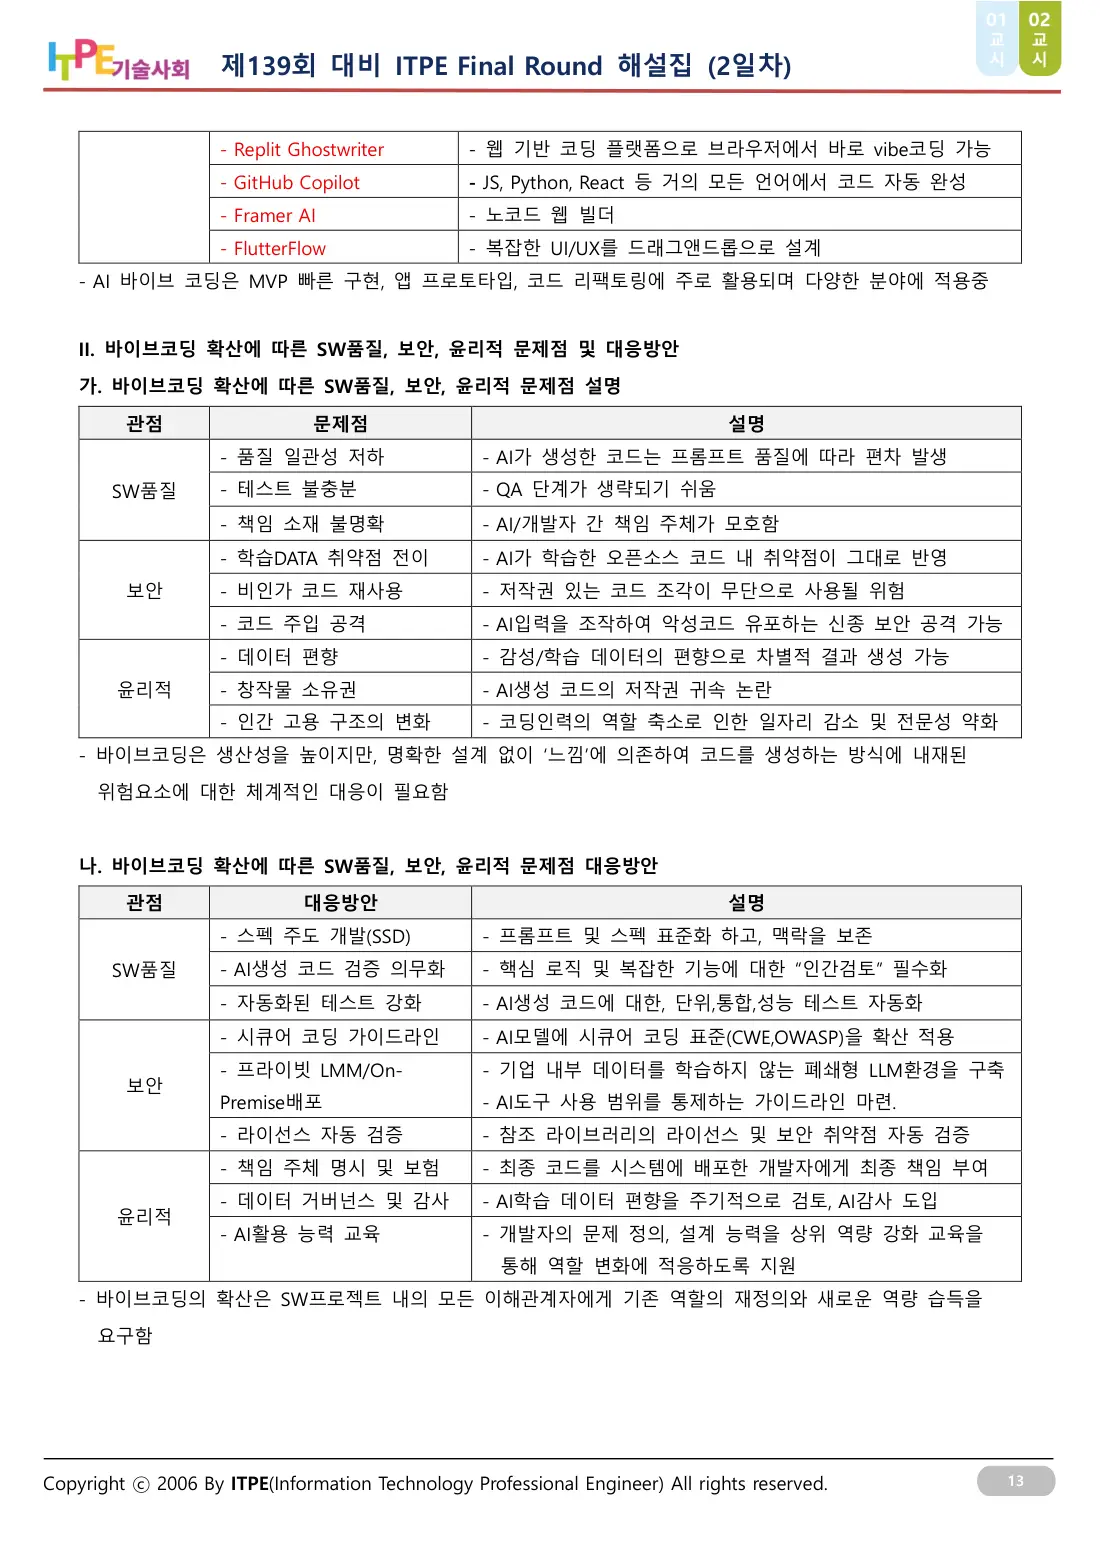 01
교
시
02
교
시
ITPE기술사회 제139회 대비 ITPE Final Round 해설집 (2일차)
- Replit Ghostwriter - 웹 기반 코딩 플랫폼으로 브라우저에서 바로 vibe코딩 가능
- GitHub Copilot - JS, Python, React 등 거의 모든 언어에서 코드 자동 완성
- Framer AI - 노코드 웹 빌더
- FlutterFlow - 복잡한 UI/UX를 드래그앤드롭으로 설계
- AI 바이브 코딩은 MVP 빠른 구현, 앱 프로토타입, 코드 리팩토링에 주로 활용되며 다양한 분야에 적용중
II. 바이브코딩 확산에 따른 SW품질, 보안, 윤리적 문제점 및 대응방안
가. 바이브코딩 확산에 따른 SW품질, 보안, 윤리적 문제점 설명
관점 문제점 설명
SW품질
- 품질 일관성 저하 - AI가 생성한 코드는 프롬프트 품질에 따라 편차 발생
- 테스트 불충분 - QA 단계가 생략되기 쉬움
- 책임 소재 불명확 - AI/개발자 간 책임 주체가 모호함
보안
- 학습DATA 취약점 전이 - AI가 학습한 오픈소스 코드 내 취약점이 그대로 반영
- 비인가 코드 재사용 - 저작권 있는 코드 조각이 무단으로 사용될 위험
- 코드 주입 공격 - AI입력을 조작하여 악성코드 유포하는 신종 보안 공격 가능
윤리적
- 데이터 편향 - 감성/학습 데이터의 편향으로 차별적 결과 생성 가능
- 창작물 소유권 - AI생성 코드의 저작권 귀속 논란
- 인간 고용 구조의 변화 - 코딩인력의 역할 축소로 인한 일자리 감소 및 전문성 약화
- 바이브코딩은 생산성을 높이지만, 명확한 설계 없이 ‘느낌’에 의존하여 코드를 생성하는 방식에 내재된
위험요소에 대한 체계적인 대응이 필요함
나. 바이브코딩 확산에 따른 SW품질, 보안, 윤리적 문제점 대응방안
관점 대응방안 설명
SW품질
- 스펙 주도 개발(SSD) - 프롬프트 및 스펙 표준화 하고, 맥락을 보존
- AI생성 코드 검증 의무화 - 핵심 로직 및 복잡한 기능에 대한 “인간검토” 필수화
- 자동화된 테스트 강화 - AI생성 코드에 대한, 단위,통합,성능 테스트 자동화
보안
- 시큐어 코딩 가이드라인 - AI모델에 시큐어 코딩 표준(CWE,OWASP)을 확산 적용
- 프라이빗 LMM/On- - 기업 내부 데이터를 학습하지 않는 폐쇄형 LLM환경을 구축
Premise배포 - AI도구 사용 범위를 통제하는 가이드라인 마련.
- 라이선스 자동 검증 - 참조 라이브러리의 라이선스 및 보안 취약점 자동 검증
윤리적
- 책임 주체 명시 및 보험 - 최종 코드를 시스템에 배포한 개발자에게 최종 책임 부여
- 데이터 거버넌스 및 감사 - AI학습 데이터 편향을 주기적으로 검토, AI감사 도입
- AI활용 능력 교육 - 개발자의 문제 정의, 설계 능력을 상위 역량 강화 교육을
통해 역할 변화에 적응하도록 지원
- 바이브코딩의 확산은 SW프로젝트 내의 모든 이해관계자에게 기존 역할의 재정의와 새로운 역량 습득을
요구함
Copyright ⓒ 2006 By ITPE(Information Technology Professional Engineer) All rights reserved.
13